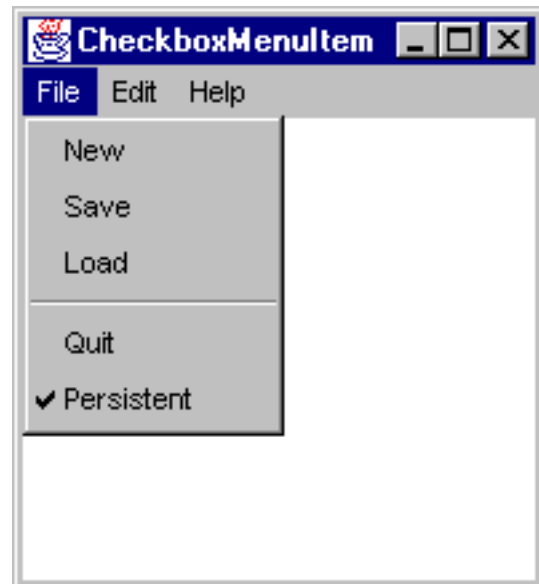 CheckboxMenuItem
File Edit Help
New
Save
Load
Quit
Persistent